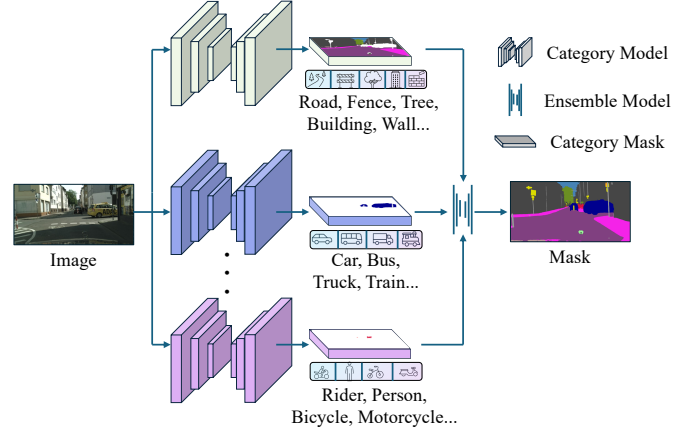 Road, Fence, Tree,
Building, Wall...
Category Model
Ensemble Model
Category Mask
Image
Car, Bus,
Truck, Train...
Mask
Rider, Person,
Bicycle, Motorcycle...